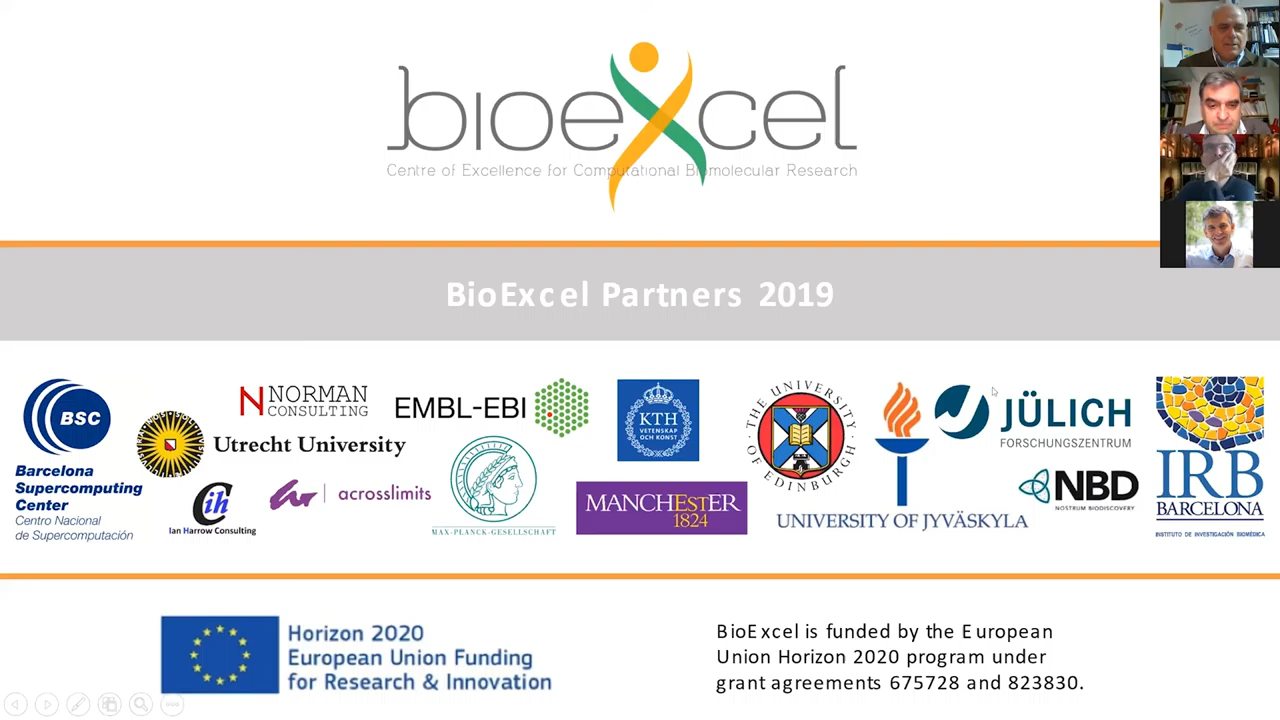 bioexcel
Centre of Excellence for Computational Biomolecular Research
BioExcel Partners 2019
BSC
Barcelona
Supercomputing
Center
Centro Nacional
de Supercomputación
Utrecht University
NORMAN
CONSULTING
cih
Ian Harrow Consulting
acrosslimits
EMBL-EBI
MAX-PLANCK-GESELLSCHAFT
KTH
VETENSKAP
OCH KONST
MANCHESTER
1824
THE UNIVERSITY
OF EDINBURGH
UNIVERSITY OF JYVÄSKYLA
JÜLICH
FORSCHUNGSZENTRUM
NBD
NOSTRUM BIODISCOVERY
IRB
BARCELONA
INSTITUTO DE INVESTIGACIÓN BIOMÉDICA
Horizon 2020
European Union Funding
for Research & Innovation
BioExcel is funded by the European
Union Horizon 2020 program under
grant agreements 675728 and 823830.